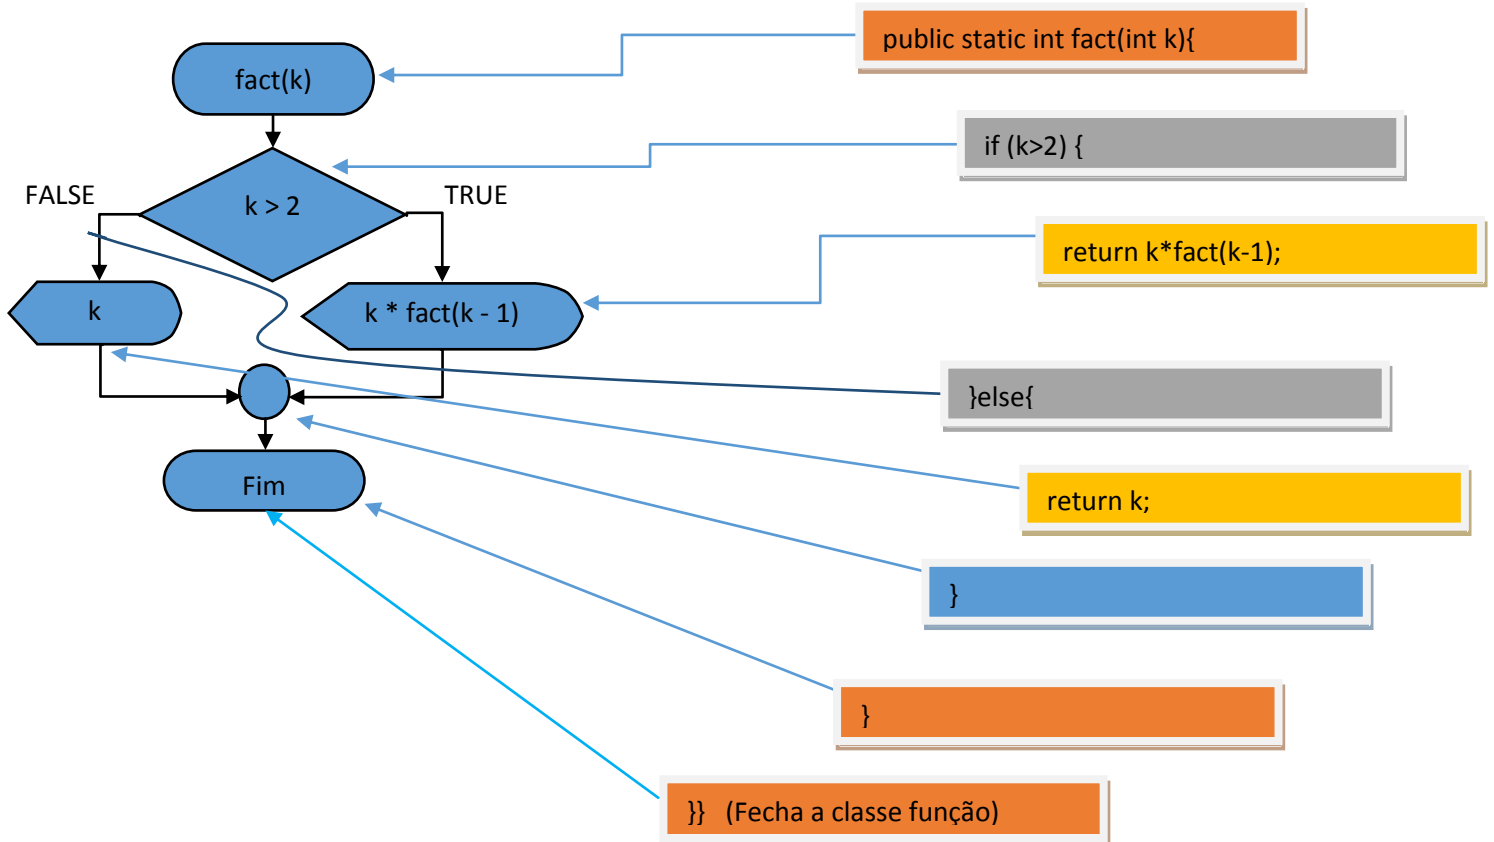 public static int fact(int k){
fact(k)
if (k>2) {
FALSE
TRUE
k > 2
return k*fact(k-1);
k
k * fact(k - 1)
}else{
Fim
return k;
}
}
}} (Fecha a classe função)